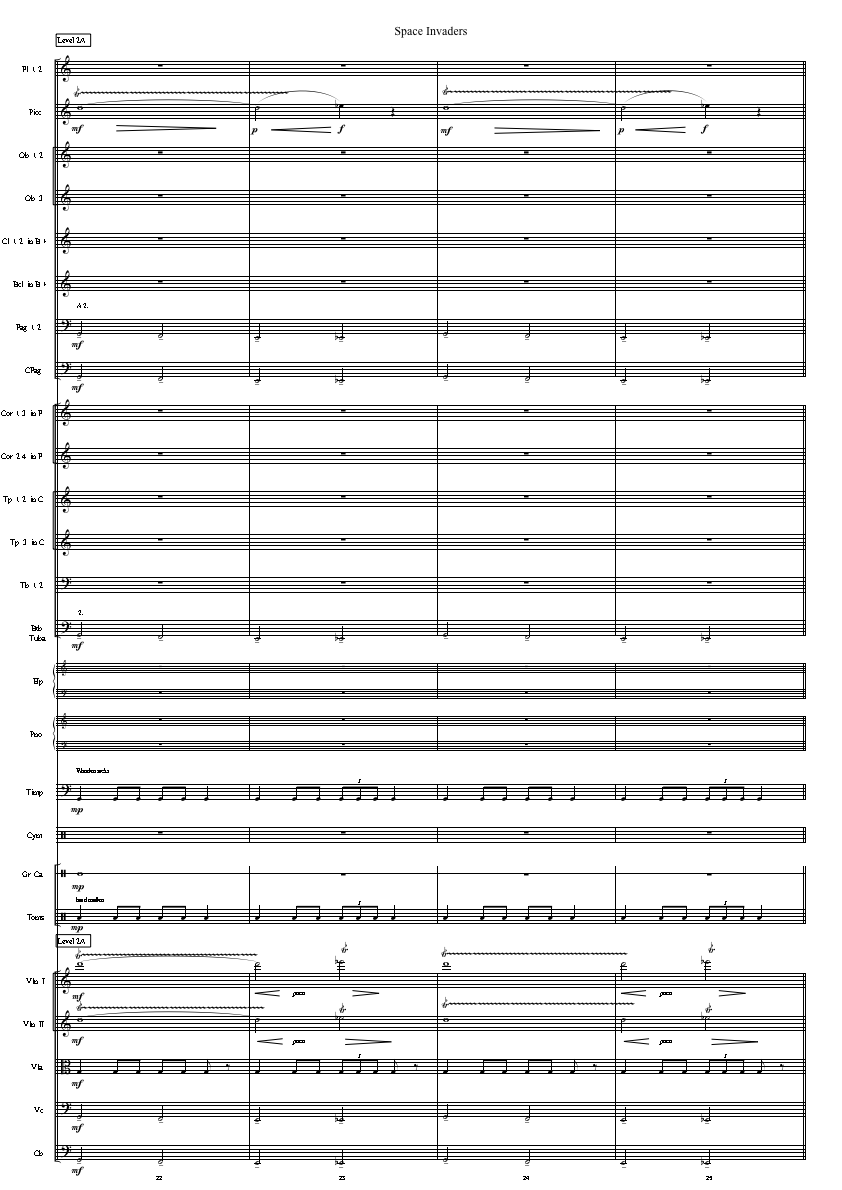 Space Invaders
Level 2A
Fl 1 2
Picc
mf p f mf p f
Ob 1 2
Ob 3
Cl 1 2 in B♭
Bcl in B♭
A 2.
Fag 1 2
mf
CFag
mf
Cor 1 3 in F
Cor 2 4 in F
Tp 1 2 in C
Tp 3 in C
Tb 1 2
2.
Btb
Tuba
mf
Hp
Pno
Timp
3 3
mp
Cym
Gr Ca
mp
Toms
3 3
mp
Level 2A
Vln I
mf poco poco
Vln II
mf poco poco
Vla
3 3
mf
Vc
mf
Cb
mf
22 23 24 25